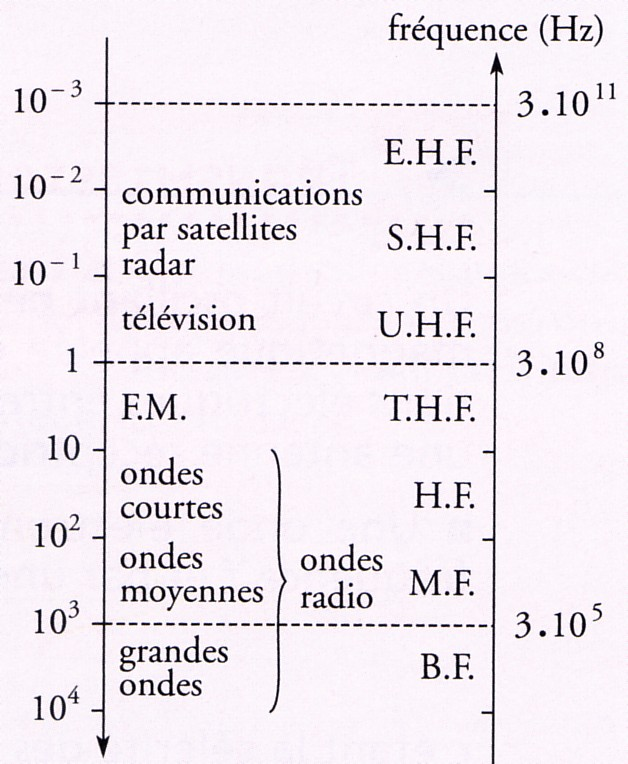 fréquence (Hz)
10⁻³ 3.10¹¹
E.H.F.
10⁻² communications
par satellites S.H.F.
10⁻¹ radar
télévision U.H.F.
1 3.10⁸
F.M. T.H.F.
10
ondes H.F.
courtes
10²
ondes ondes M.F.
moyennes radio
10³ 3.10⁵
grandes B.F.
ondes
10⁴